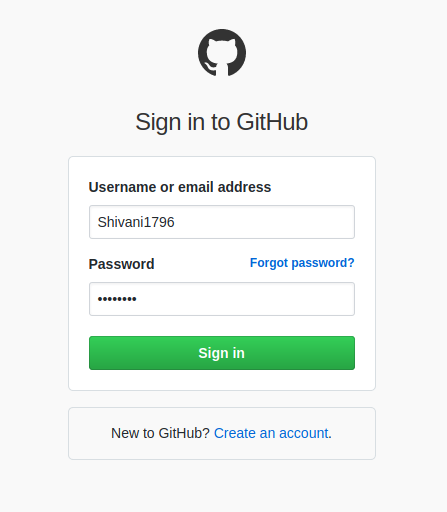 Sign in to GitHub
Username or email address
Shivani1796
Password Forgot password?
••••••••
Sign in
New to GitHub? Create an account.